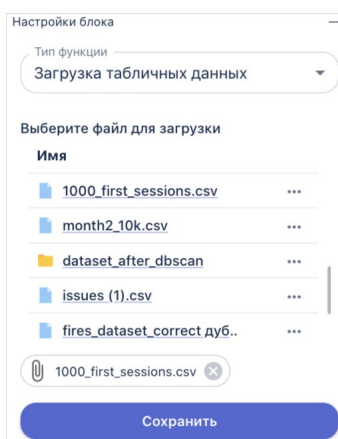 Настройки блока
Тип функции
Загрузка табличных данных
Выберите файл для загрузки
Имя
1000_first_sessions.csv
month2_10k.csv
dataset_after_dbscan
issues (1).csv
fires_dataset_correct дуб..
1000_first_sessions.csv
Сохранить